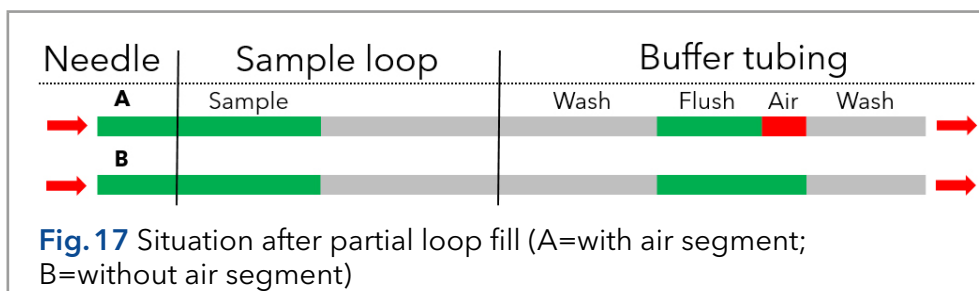 Needle Sample loop Buffer tubing
A Sample Wash Flush Air Wash
B
Fig. 17 Situation after partial loop fill (A=with air segment;
B=without air segment)